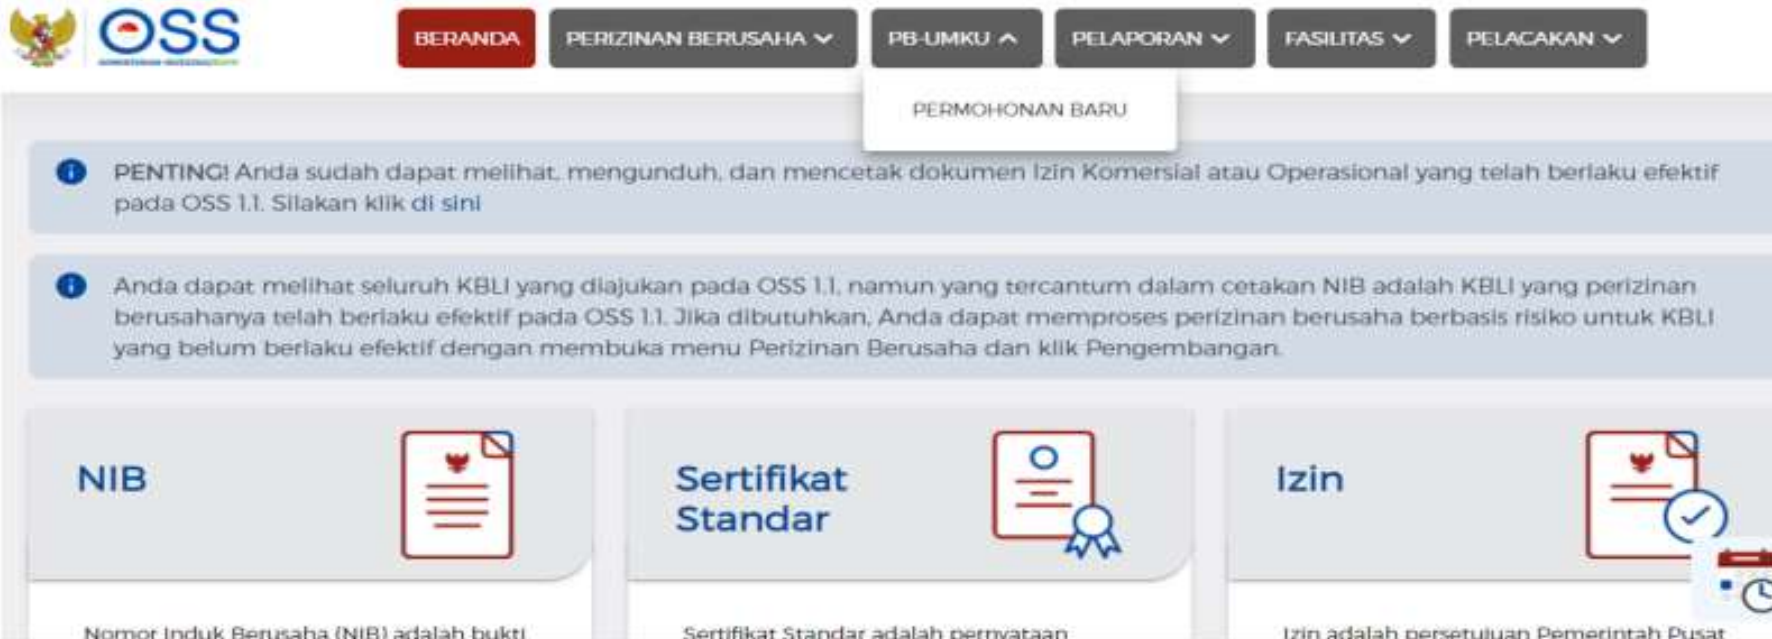 OSS
BERANDA
PERIZINAN BERUSAHA
PB-UMKU
PELAPORAN
FASILITAS
PELACAKAN
PERMOHONAN BARU
PENTING! Anda sudah dapat melihat, mengunduh, dan mencetak dokumen Izin Komersial atau Operasional yang telah berlaku efektif
pada OSS 1.1. Silakan klik di sini
Anda dapat melihat seluruh KBLI yang diajukan pada OSS 1.1, namun yang tercantum dalam cetakan NIB adalah KBLI yang perizinan
berusahanya telah berlaku efektif pada OSS 1.1. Jika dibutuhkan, Anda dapat memproses perizinan berusaha berbasis risiko untuk KBLI
yang belum berlaku efektif dengan membuka menu Perizinan Berusaha dan klik Pengembangan.
NIB
Sertifikat
Standar
Izin
Nomor Induk Berusaha (NIB) adalah bukti
Sertifikat Standar adalah pernyataan
Izin adalah persetujuan Pemerintah Pusat